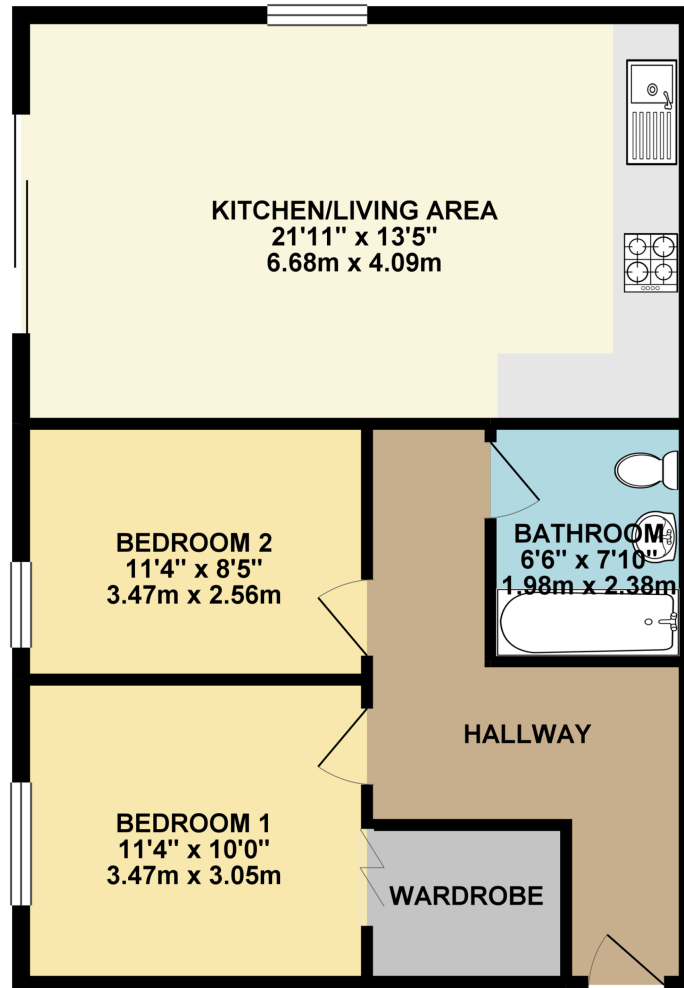 KITCHEN/LIVING AREA
21'11" x 13'5"
6.68m x 4.09m
BEDROOM 2
11'4" x 8'5"
3.47m x 2.56m
BATHROOM
6'6" x 7'10"
1.98m x 2.38m
HALLWAY
BEDROOM 1
11'4" x 10'0"
3.47m x 3.05m
WARDROBE